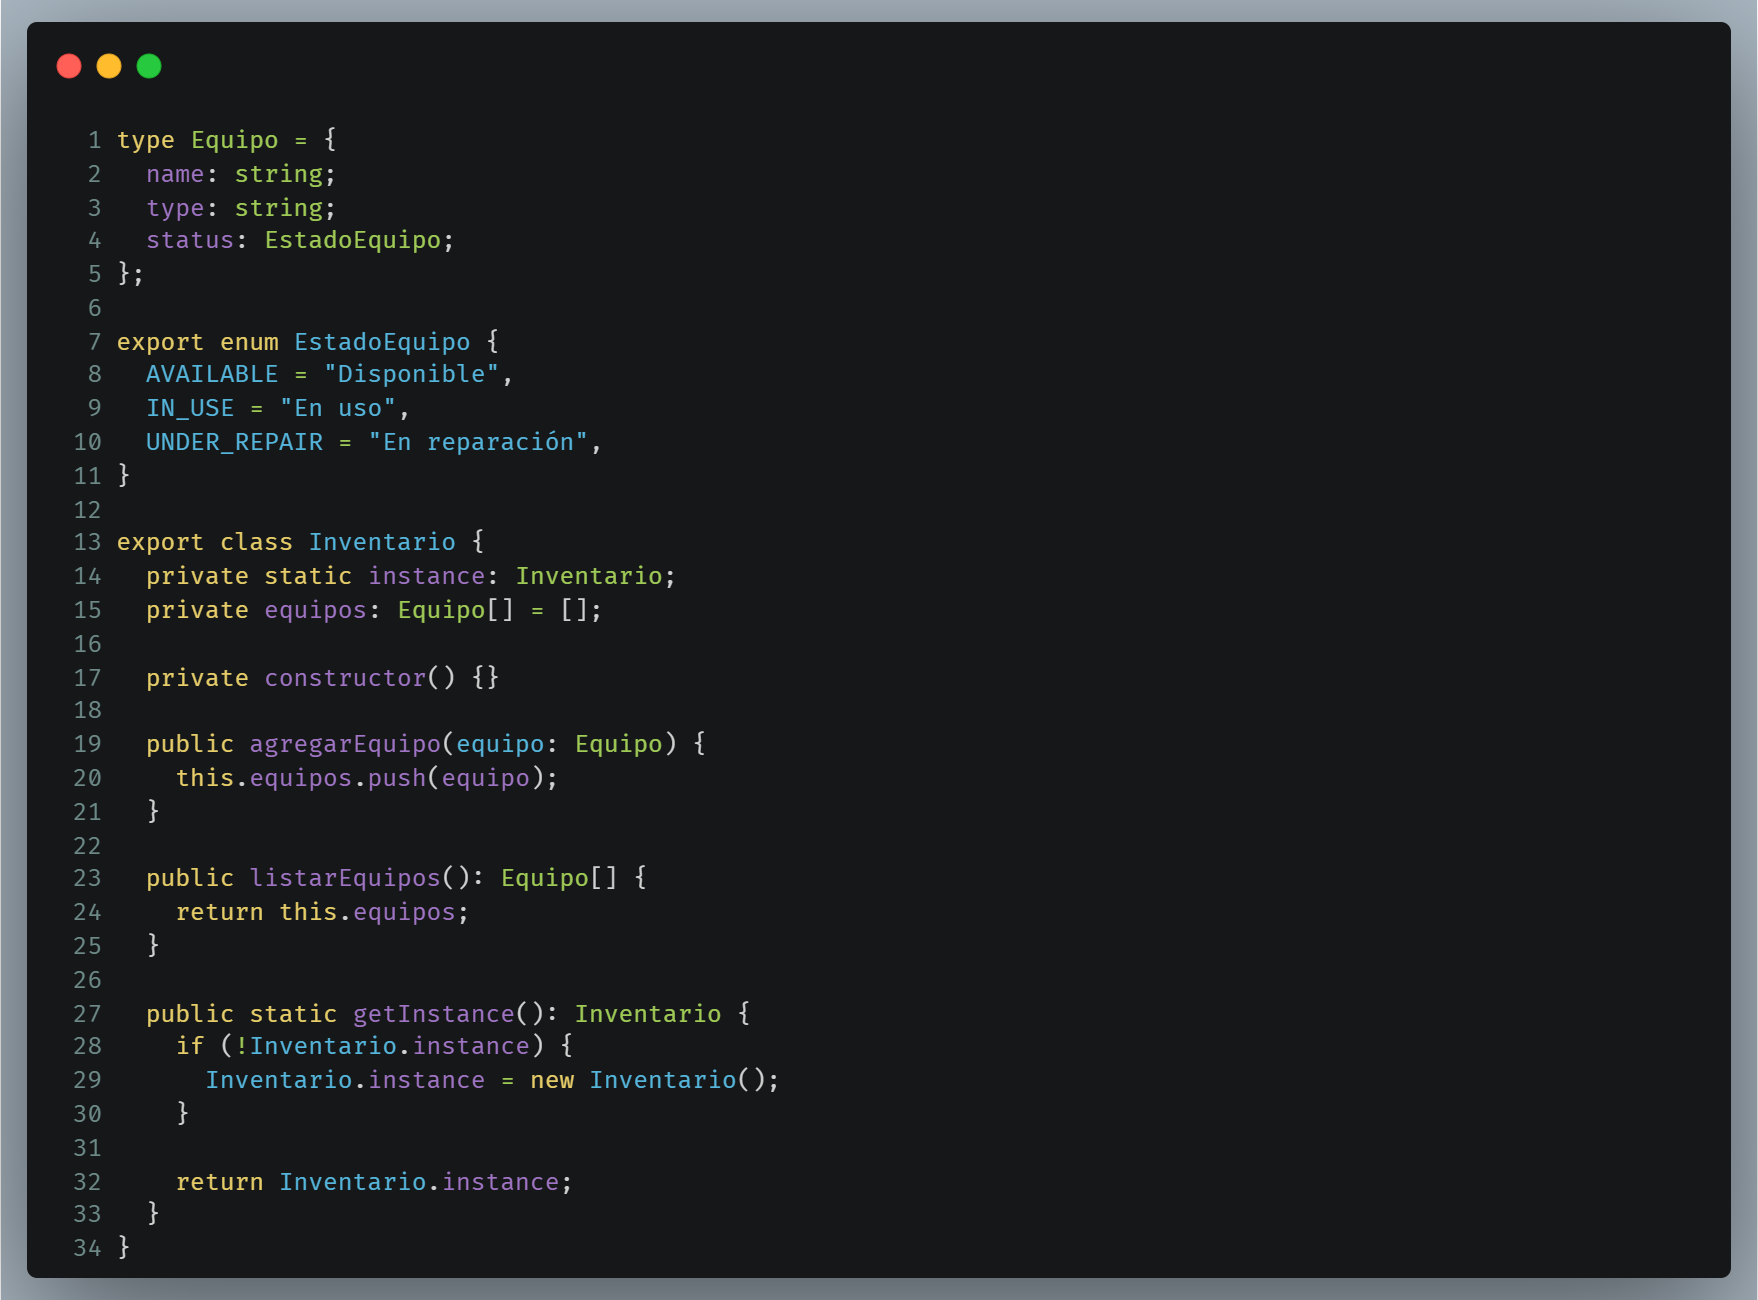 1 type Equipo = {
2   name: string;
3   type: string;
4   status: EstadoEquipo;
5 };
6
7 export enum EstadoEquipo {
8   AVAILABLE = "Disponible",
9   IN_USE = "En uso",
10   UNDER_REPAIR = "En reparación",
11 }
12
13 export class Inventario {
14   private static instance: Inventario;
15   private equipos: Equipo[] = [];
16
17   private constructor() {}
18
19   public agregarEquipo(equipo: Equipo) {
20     this.equipos.push(equipo);
21   }
22
23   public listarEquipos(): Equipo[] {
24     return this.equipos;
25   }
26
27   public static getInstance(): Inventario {
28     if (!Inventario.instance) {
29       Inventario.instance = new Inventario();
30     }
31
32     return Inventario.instance;
33   }
34 }